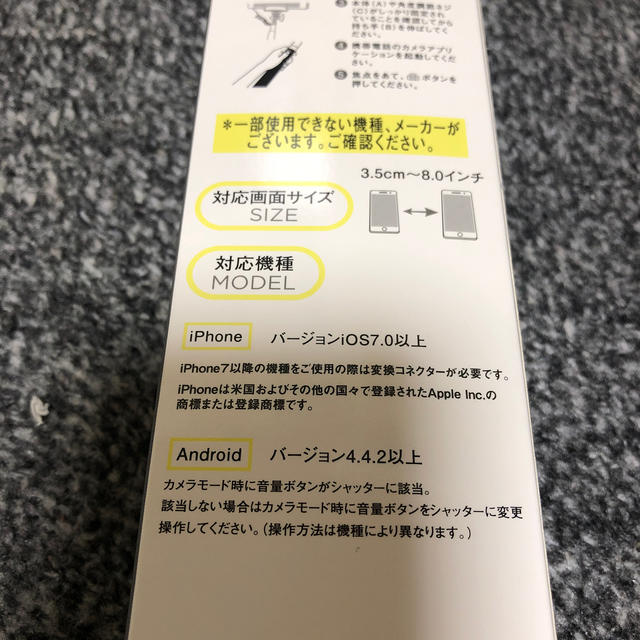 ③ 本体(A)や角度調節ネジ
(C)がしっかり固定され
ていることを確認してから
持ち手(B)を伸ばしてく
ださい。
④ 携帯電話のカメラアプリ
ケーションを起動してくだ
さい。
⑤ 焦点をあて、ボタンを
押してください。
*一部使用できない機種、メーカーが
ございます。ご確認ください。
対応画面サイズ
SIZE
3.5cm〜8.0インチ
対応機種
MODEL
iPhone バージョンiOS7.0以上
iPhone7以降の機種をご使用の際は変換コネクターが必要です。
iPhoneは米国およびその他の国々で登録されたApple Inc.の
商標または登録商標です。
Android バージョン4.4.2以上
カメラモード時に音量ボタンがシャッターに該当。
該当しない場合はカメラモード時に音量ボタンをシャッターに変更
操作してください。(操作方法は機種により異なります。)